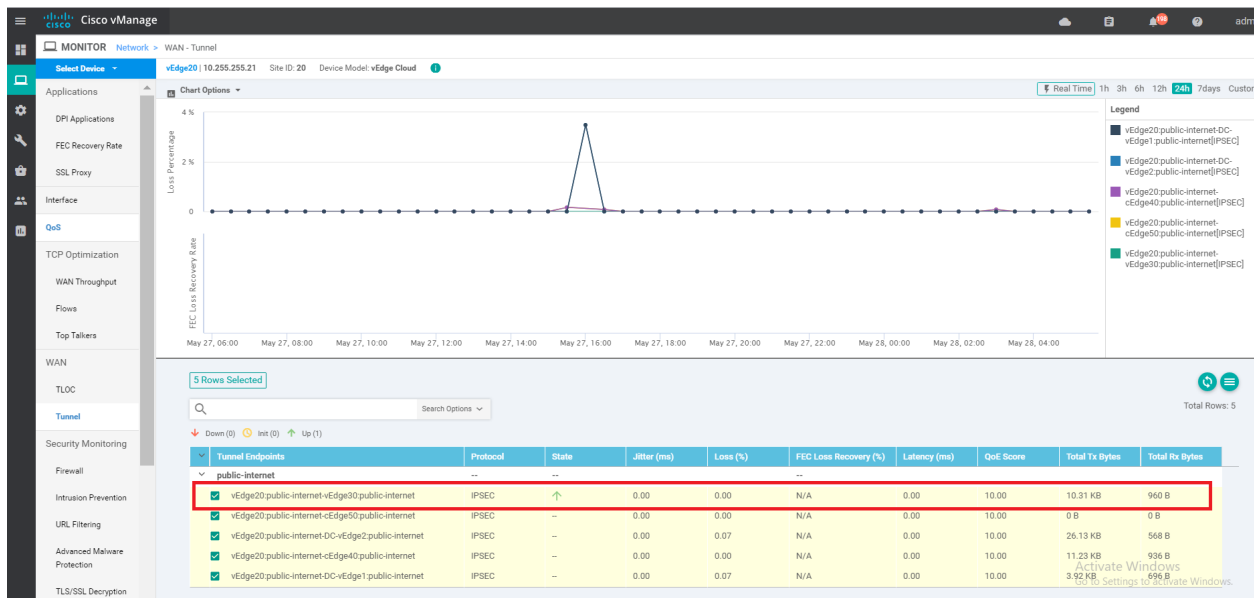 cisco Cisco vManage 198 adm
MONITOR Network > WAN - Tunnel
Select Device
vEdge20 | 10.255.255.21 Site ID: 20 Device Model: vEdge Cloud
Applications
DPI Applications
FEC Recovery Rate
SSL Proxy
Interface
QoS
TCP Optimization
WAN Throughput
Flows
Top Talkers
WAN
TLOC
Tunnel
Security Monitoring
Firewall
Intrusion Prevention
URL Filtering
Advanced Malware
Protection
TLS/SSL Decryption
Chart Options
Real Time 1h 3h 6h 12h 24h 7days Custom
Loss Percentage
4 %
2 %
0
FEC Loss Recovery Rate
May 27, 06:00 May 27, 08:00 May 27, 10:00 May 27, 12:00 May 27, 14:00 May 27, 16:00 May 27, 18:00 May 27, 20:00 May 27, 22:00 May 28, 00:00 May 28, 02:00 May 28, 04:00
Legend
vEdge20:public-internet-DC-
vEdge1:public-internet[IPSEC]
vEdge20:public-internet-DC-
vEdge2:public-internet[IPSEC]
vEdge20:public-internet-
cEdge40:public-internet[IPSEC]
vEdge20:public-internet-
cEdge50:public-internet[IPSEC]
vEdge20:public-internet-
vEdge30:public-internet[IPSEC]
5 Rows Selected
Search Options
Total Rows: 5
Down (0) Init (0) Up (1)
Tunnel Endpoints Protocol State Jitter (ms) Loss (%) FEC Loss Recovery (%) Latency (ms) QoE Score Total Tx Bytes Total Rx Bytes
public-internet -- -- --
vEdge20:public-internet-vEdge30:public-internet IPSEC 0.00 0.00 N/A 0.00 10.00 10.31 KB 960 B
vEdge20:public-internet-cEdge50:public-internet IPSEC -- 0.00 0.00 N/A 0.00 10.00 0 B 0 B
vEdge20:public-internet-DC-vEdge2:public-internet IPSEC -- 0.00 0.07 N/A 0.00 10.00 26.13 KB 568 B
vEdge20:public-internet-cEdge40:public-internet IPSEC -- 0.00 0.00 N/A 0.00 10.00 11.23 KB 936 B
vEdge20:public-internet-DC-vEdge1:public-internet IPSEC -- 0.00 0.07 N/A 0.00 10.00 3.92 KB 696 B
Activate Windows
Go to Settings to activate Windows.